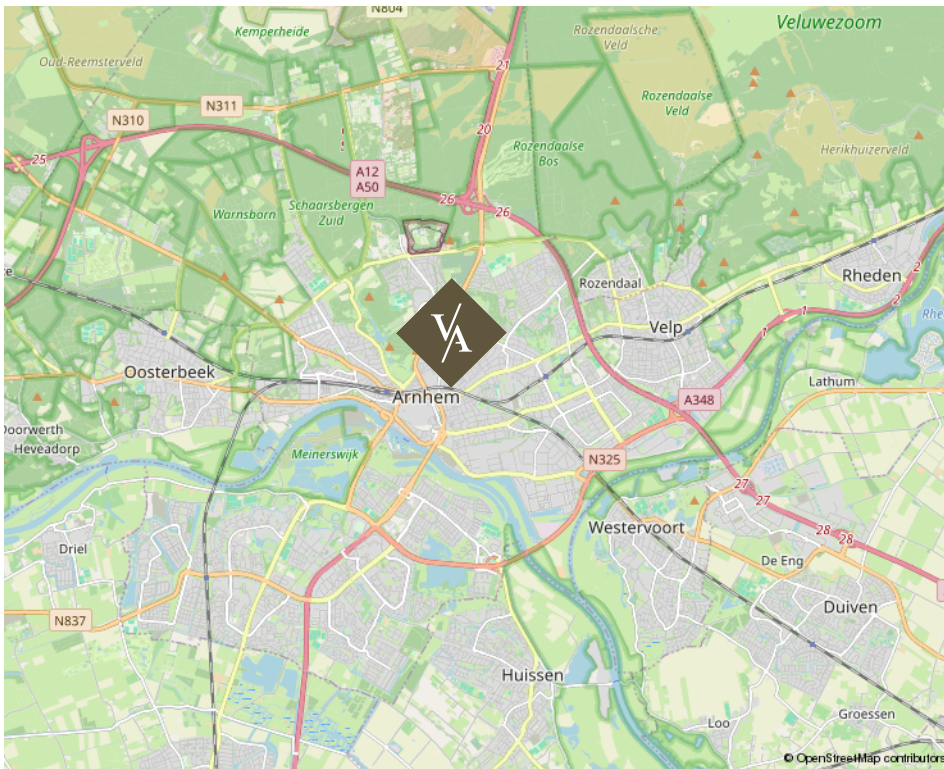 N804
Kemperheide
Veluwezoom
Rozendaalsche
Veld
Oud-Reemsterveld
21
N311
Rozendaalse
Veld
N310
20
25
Rozendaalse
Bos
Herikhuizerveld
A12
A50
26
26
Warnsborn
Schaarsbergen
Zuid
2
Rheden
Rozendaal
2
1
1
V/A
Velp
Oosterbeek
Lathum
Arnhem
A348
Doorwerth
Heveadorp
Meinerswijk
N325
27
27
28
28
Westervoort
Driel
De Eng
Duiven
N837
Huissen
Groessen
Loo
© OpenStreetMap contributors